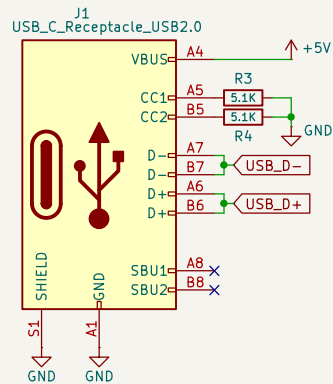 J1
USB_C_Receptacle_USB2.0
VBUS A4 +5V
R3
CC1 A5 5.1K
CC2 B5 5.1K
R4 GND
D- A7
D- B7 USB_D-
D+ A6
D+ B6 USB_D+
SBU1 A8
SBU2 B8
SHIELD GND
S1 A1
GND GND